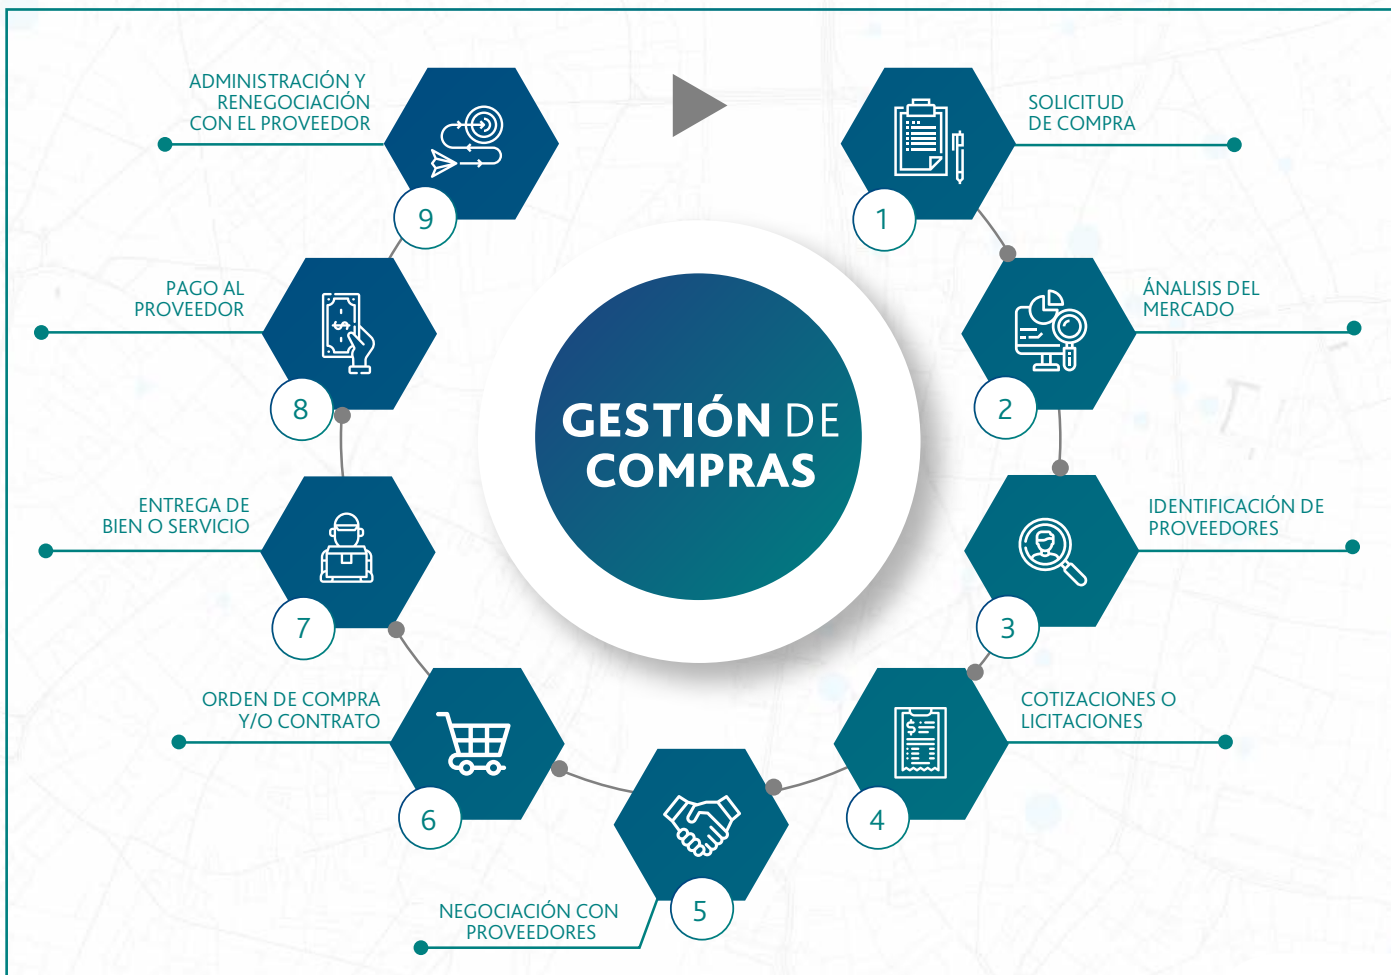 GESTIÓN DE
COMPRAS
SOLICITUD
DE COMPRA
1
ÁNALISIS DEL
MERCADO
2
IDENTIFICACIÓN DE
PROVEEDORES
3
COTIZACIONES O
LICITACIONES
4
NEGOCIACIÓN CON
PROVEEDORES
5
ORDEN DE COMPRA
Y/O CONTRATO
6
ENTREGA DE
BIEN O SERVICIO
7
PAGO AL
PROVEEDOR
8
ADMINISTRACIÓN Y
RENEGOCIACIÓN
CON EL PROVEEDOR
9